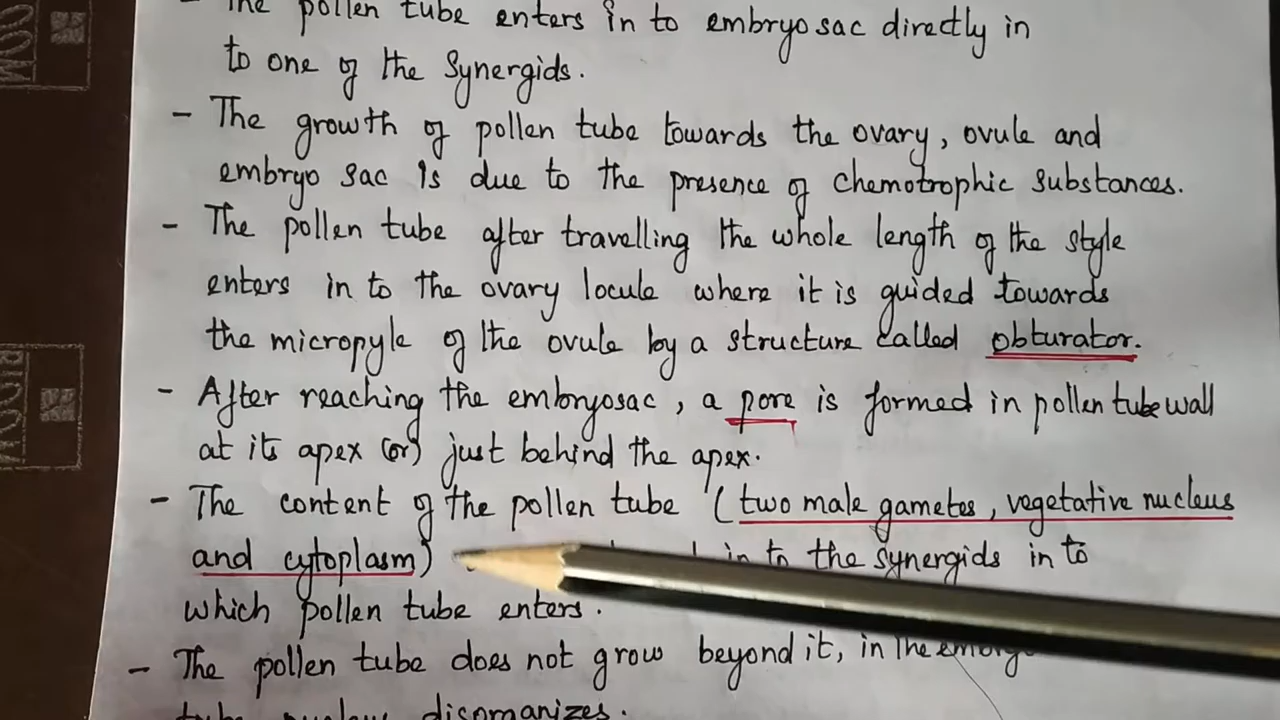 - The pollen tube enters in to embryosac directly in
to one of the Synergids.
- The growth of pollen tube towards the ovary, ovule and
embryo sac is due to the presence of chemotrophic substances.
- The pollen tube after travelling the whole length of the style
enters in to the ovary locule where it is guided towards
the micropyle of the ovule by a structure called obturator.
- After reaching the embryosac, a pore is formed in pollen tube wall
at its apex (or) just behind the apex.
- The content of the pollen tube (two male gametes, vegetative nucleus
and cytoplasm) in to the synergids in to
which pollen tube enters.
- The pollen tube does not grow beyond it, in the
tube nucleus